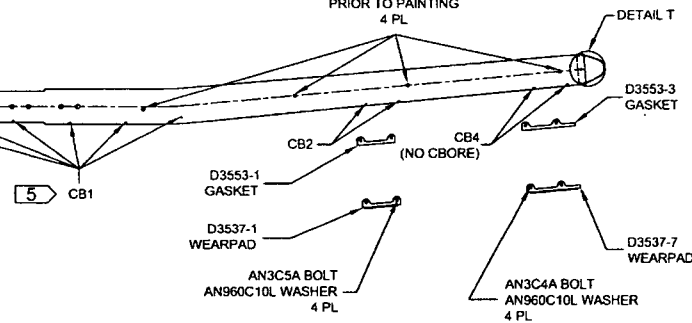 PRIOR TO PAINTING
4 PL
DETAIL T
D3553-3
GASKET
CB2
CB4
(NO CBORE)
D3553-1
GASKET
5
CB1
D3537-1
WEARPAD
D3537-7
WEARPAD
AN3C5A BOLT
AN960C10L WASHER
4 PL
AN3C4A BOLT
AN960C10L WASHER
4 PL